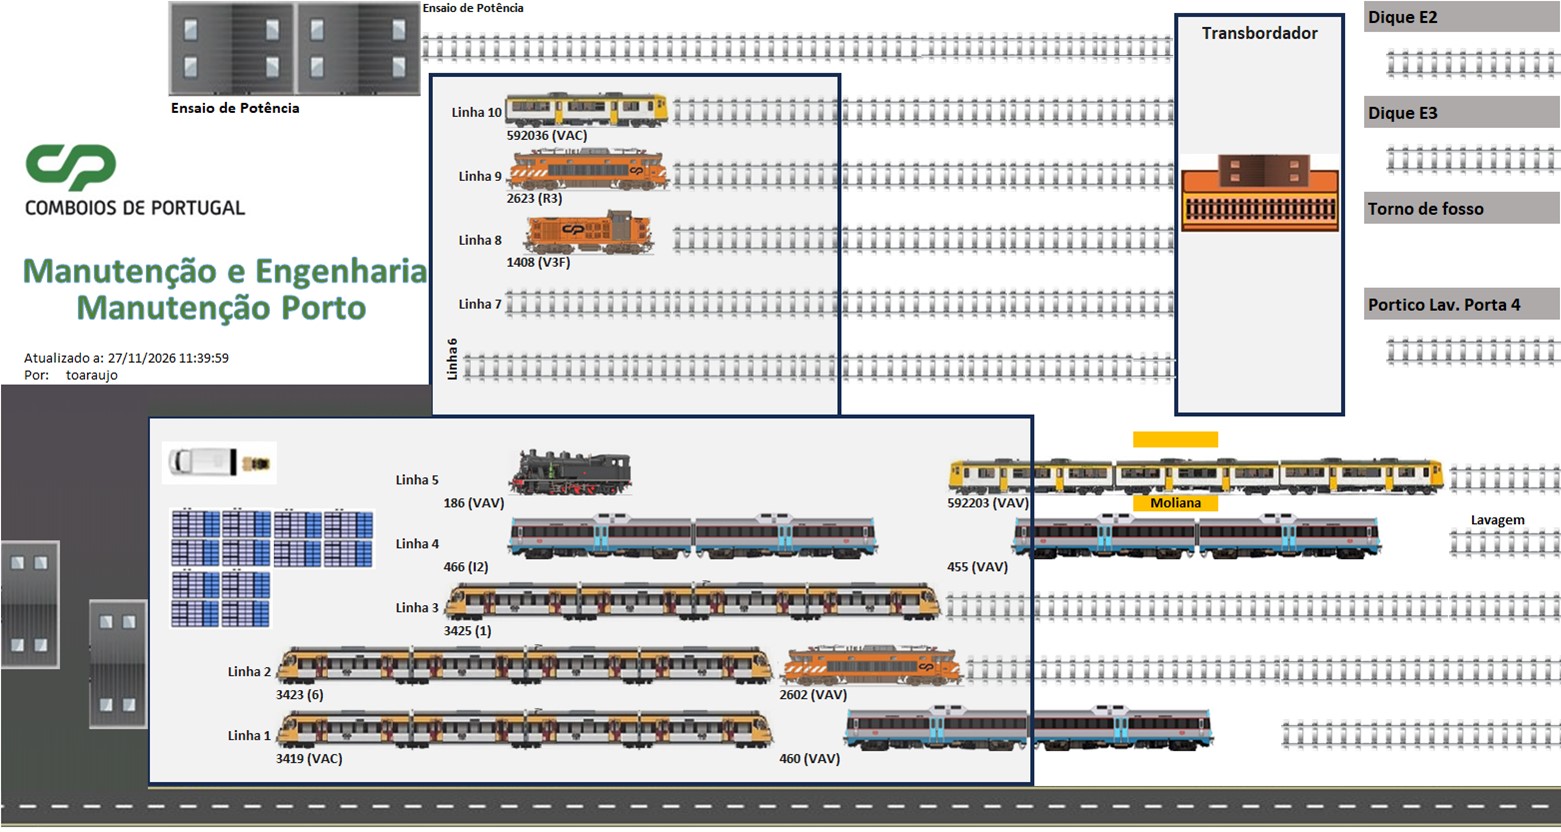 Ensaio de Potência
Transbordador
Dique E2
Ensaio de Potência
Linha 10
592036 (VAC)
Dique E3
CP
COMBOIOS DE PORTUGAL
Linha 9
2623 (R3)
Torno de fosso
Linha 8
1408 (V3F)
Manutenção e Engenharia
Manutenção Porto
Linha 7
Portico Lav. Porta 4
Linha 6
Atualizado a: 27/11/2026 11:39:59
Por: toaraujo
Linha 5
186 (VAV)
592203 (VAV)
Moliana
Lavagem
Linha 4
466 (I2)
455 (VAV)
Linha 3
3425 (1)
Linha 2
3423 (6)
2602 (VAV)
Linha 1
3419 (VAC)
460 (VAV)